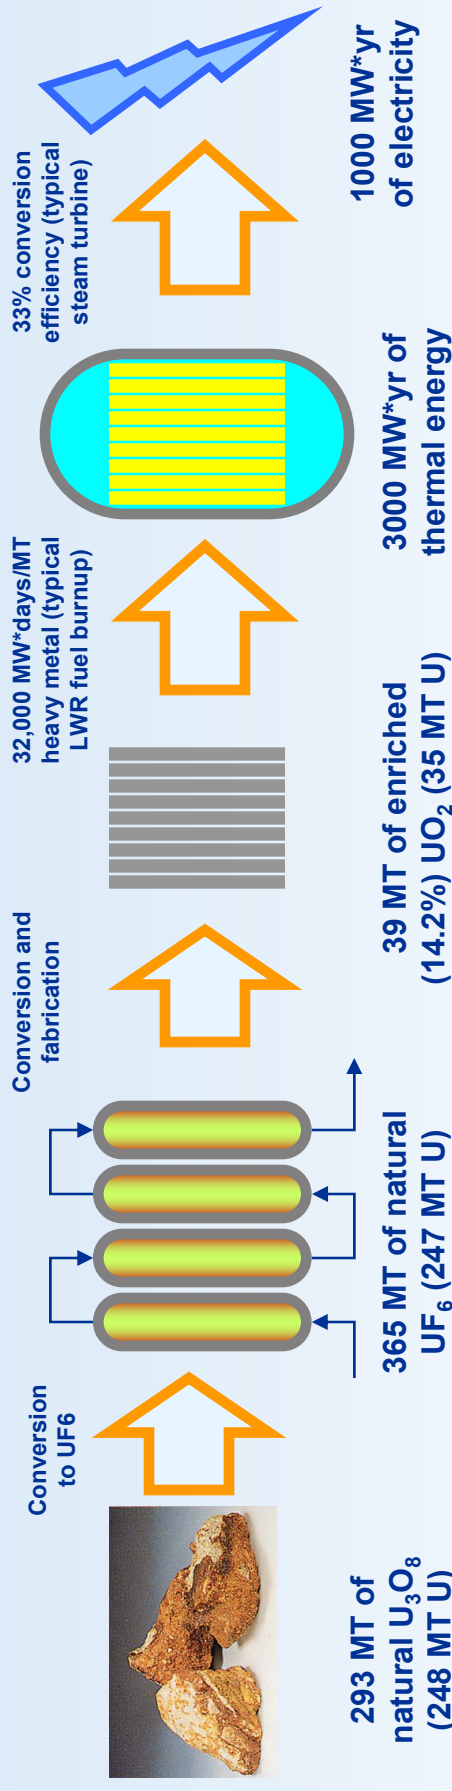 Conversion
to UF6
Conversion and
fabrication
32,000 MW*days/MT
heavy metal (typical
LWR fuel burnup)
33% conversion
efficiency (typical
steam turbine)
293 MT of
natural U₃O₈
(248 MT U)
365 MT of natural
UF₆ (247 MT U)
39 MT of enriched
(14.2%) UO₂ (35 MT U)
3000 MW*yr of
thermal energy
1000 MW*yr
of electricity